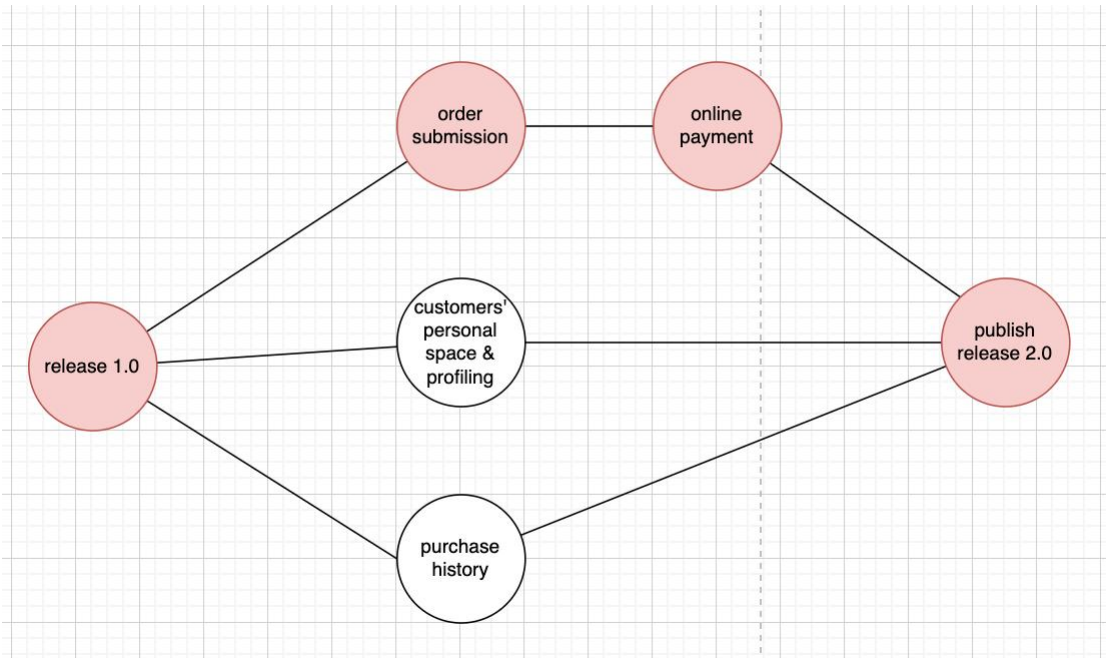 order
submission
online
payment
customers'
personal
space &
profiling
release 1.0
publish
release 2.0
purchase
history